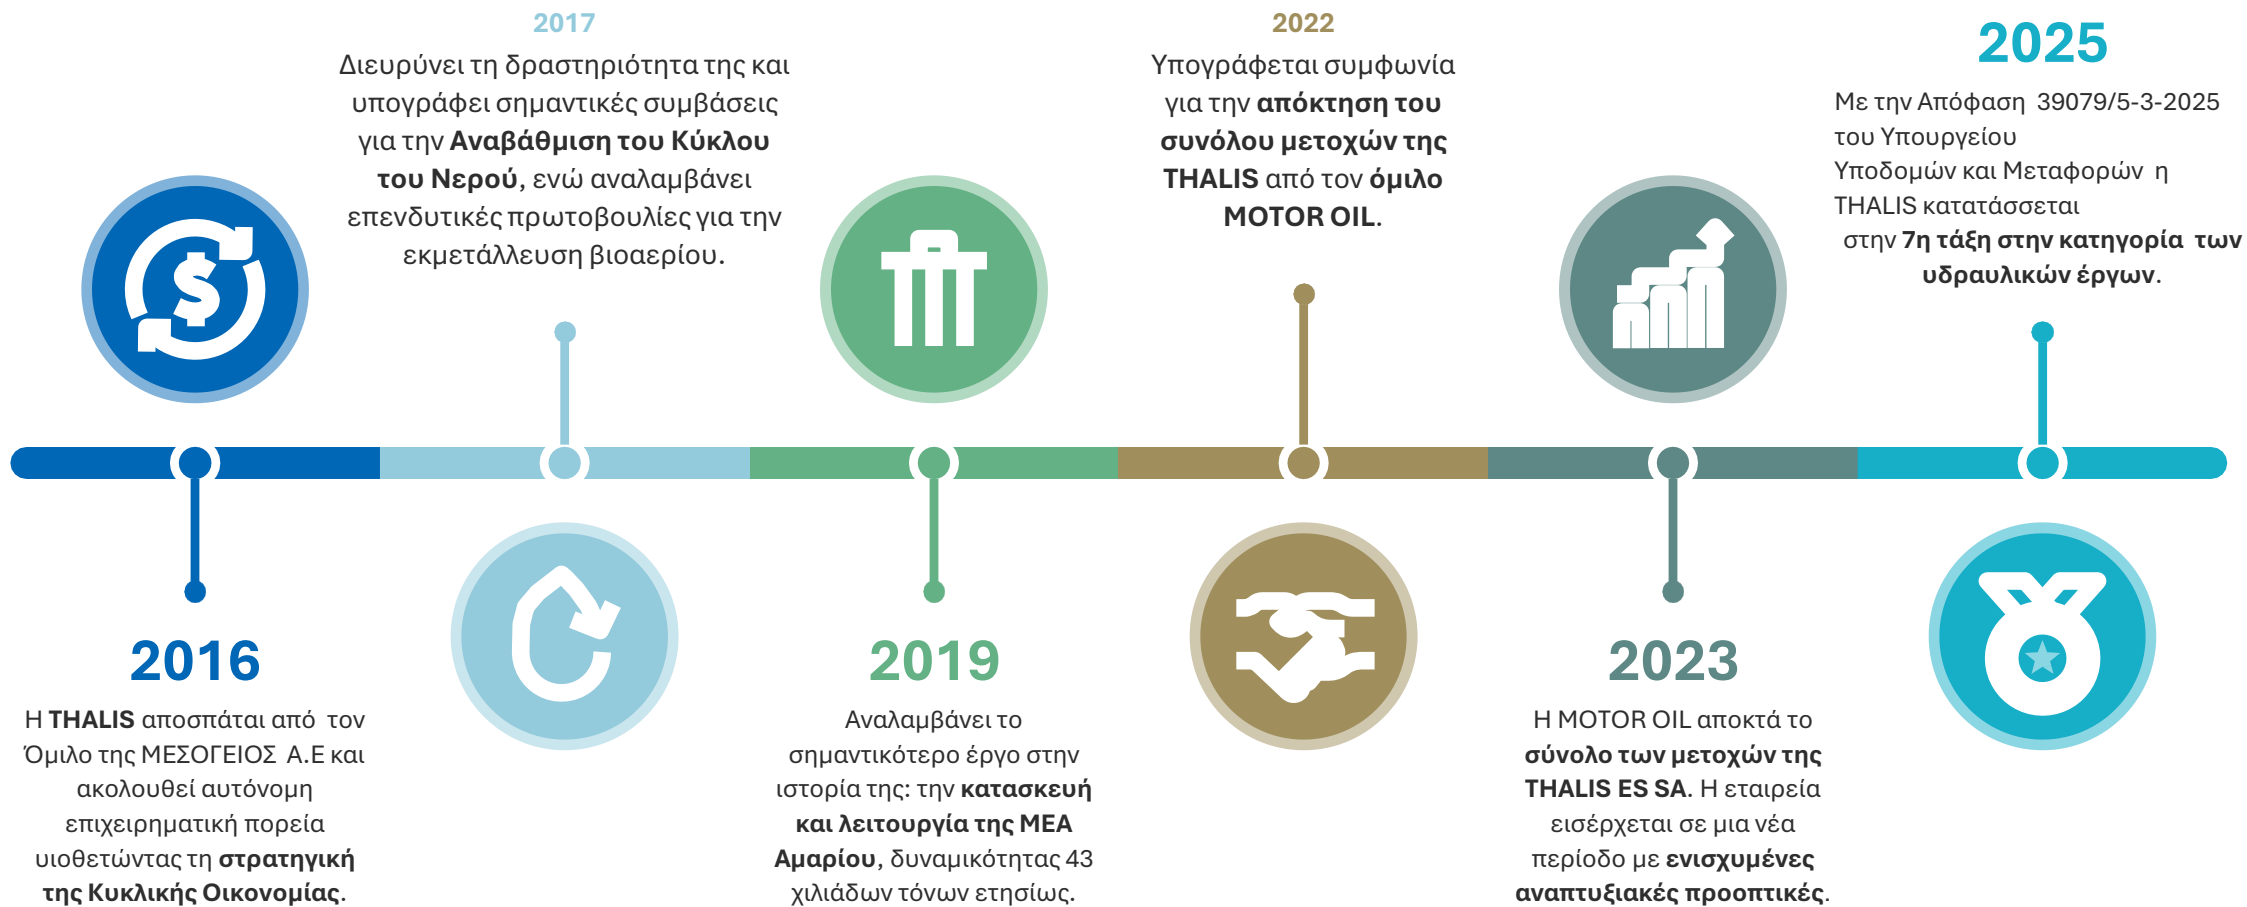 2016
Η THALIS αποσπάται από τον
Όμιλο της ΜΕΣΟΓΕΙΟΣ Α.Ε και
ακολουθεί αυτόνομη
επιχειρηματική πορεία
υιοθετώντας τη στρατηγική
της Κυκλικής Οικονομίας.
2017
Διευρύνει τη δραστηριότητα της και
υπογράφει σημαντικές συμβάσεις
για την Αναβάθμιση του Κύκλου
του Νερού, ενώ αναλαμβάνει
επενδυτικές πρωτοβουλίες για την
εκμετάλλευση βιοαερίου.
2019
Αναλαμβάνει το
σημαντικότερο έργο στην
ιστορία της: την κατασκευή
και λειτουργία της ΜΕΑ
Αμαρίου, δυναμικότητας 43
χιλιάδων τόνων ετησίως.
2022
Υπογράφεται συμφωνία
για την απόκτηση του
συνόλου μετοχών της
THALIS από τον όμιλο
MOTOR OIL.
2023
Η MOTOR OIL αποκτά το
σύνολο των μετοχών της
THALIS ES SA. Η εταιρεία
εισέρχεται σε μια νέα
περίοδο με ενισχυμένες
αναπτυξιακές προοπτικές.
2025
Με την Απόφαση 39079/5-3-2025
του Υπουργείου
Υποδομών και Μεταφορών η
THALIS κατατάσσεται
στην 7η τάξη στην κατηγορία των
υδραυλικών έργων.